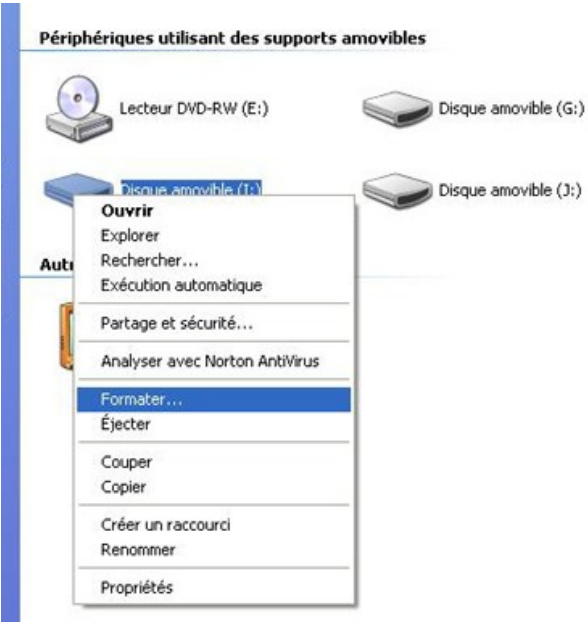 Périphériques utilisant des supports amovibles
Lecteur DVD-RW (E:)
Disque amovible (G:)
Disque amovible (I:)
Disque amovible (J:)
Autr
Ouvrir
Explorer
Rechercher...
Exécution automatique
Partage et sécurité...
Analyser avec Norton AntiVirus
Formater...
Éjecter
Couper
Copier
Créer un raccourci
Renommer
Propriétés